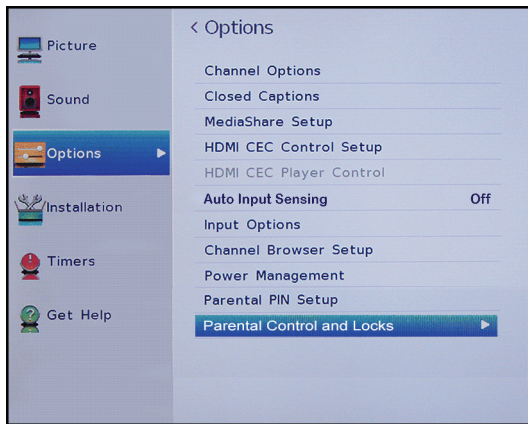 Picture
Sound
Options
Installation
Timers
Get Help
< Options
Channel Options
Closed Captions
MediaShare Setup
HDMI CEC Control Setup
HDMI CEC Player Control
Auto Input Sensing Off
Input Options
Channel Browser Setup
Power Management
Parental PIN Setup
Parental Control and Locks